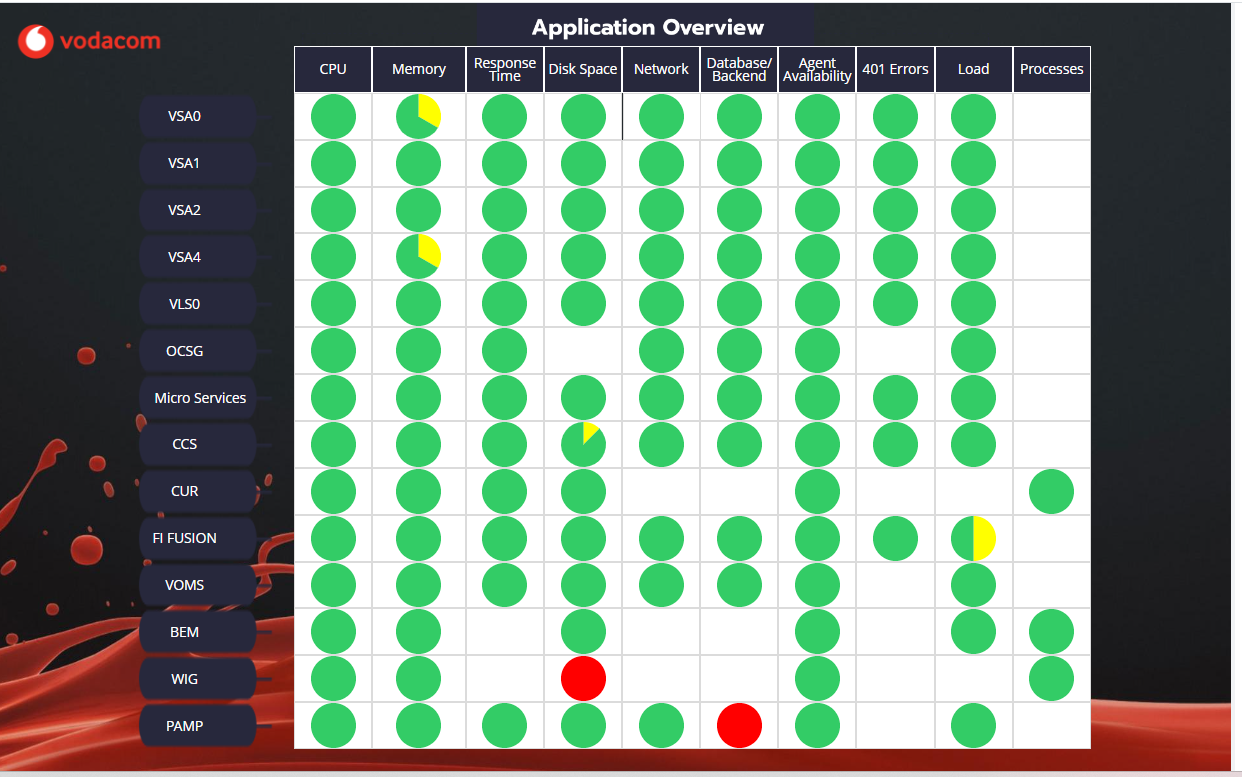 Application Overview
vodacom
CPU
Memory
Response
Time
Disk Space
Network
Database/
Backend
Agent
Availability
401 Errors
Load
Processes
VSA0
VSA1
VSA2
VSA4
VLS0
OCSG
Micro Services
CCS
CUR
FI FUSION
VOMS
BEM
WIG
PAMP